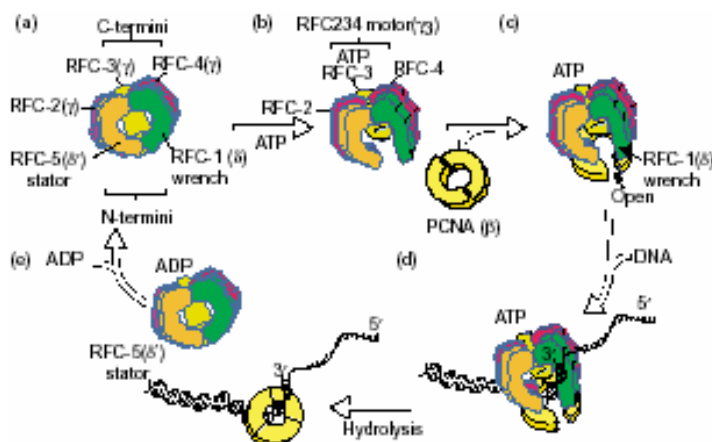 (a)
C-termini
RFC-3(γ)
RFC-4(γ)
RFC-2(γ)
RFC-5(δ')
stator
RFC-1 (δ)
wrench
N-termini
ATP
(b)
RFC234 motor(γ3)
ATP
RFC-3
RFC-4
RFC-2
PCNA (β)
(c)
ATP
RFC-1(δ)
wrench
Open
DNA
(d)
ATP
3'
5'
Hydrolysis
5'
3'
(e)
ADP
ADP
RFC-5(δ')
stator